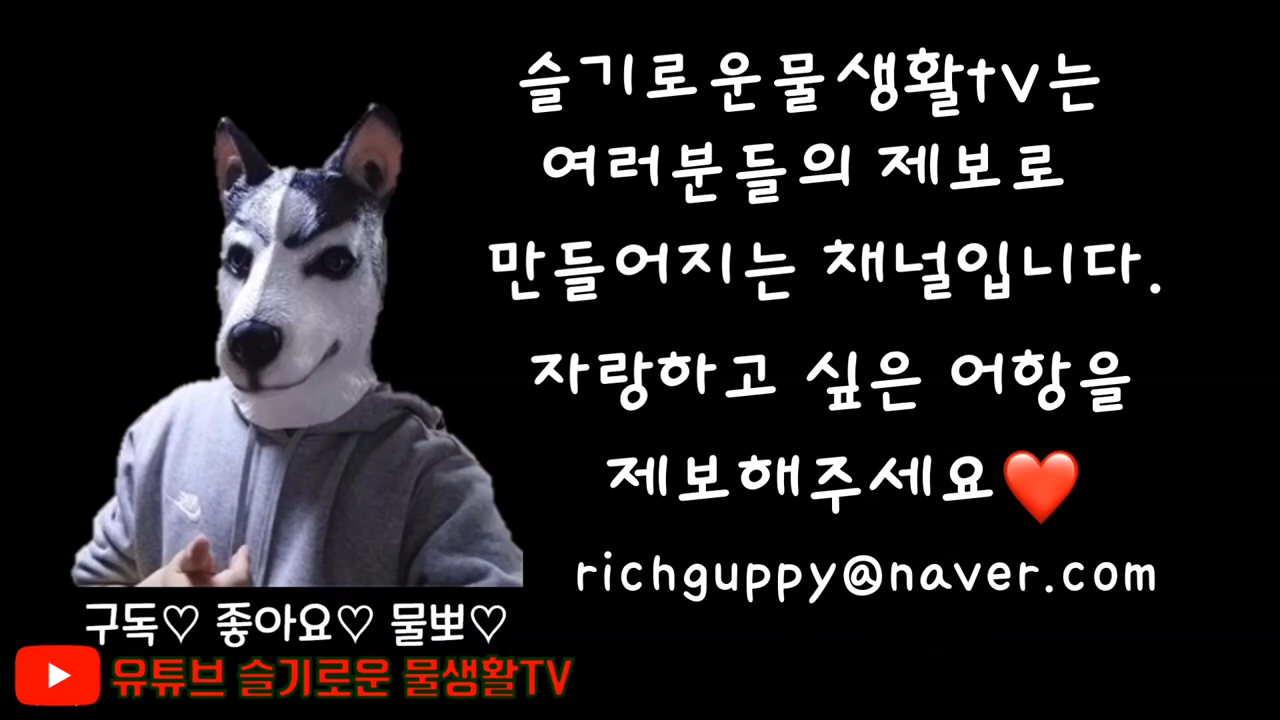 슬기로운물생활tv는
여러분들의 제보로
만들어지는 채널입니다.
자랑하고 싶은 어항을
제보해주세요❤️
richguppy@naver.com
구독♡ 좋아요♡ 물뽀♡
유튜브 슬기로운 물생활TV